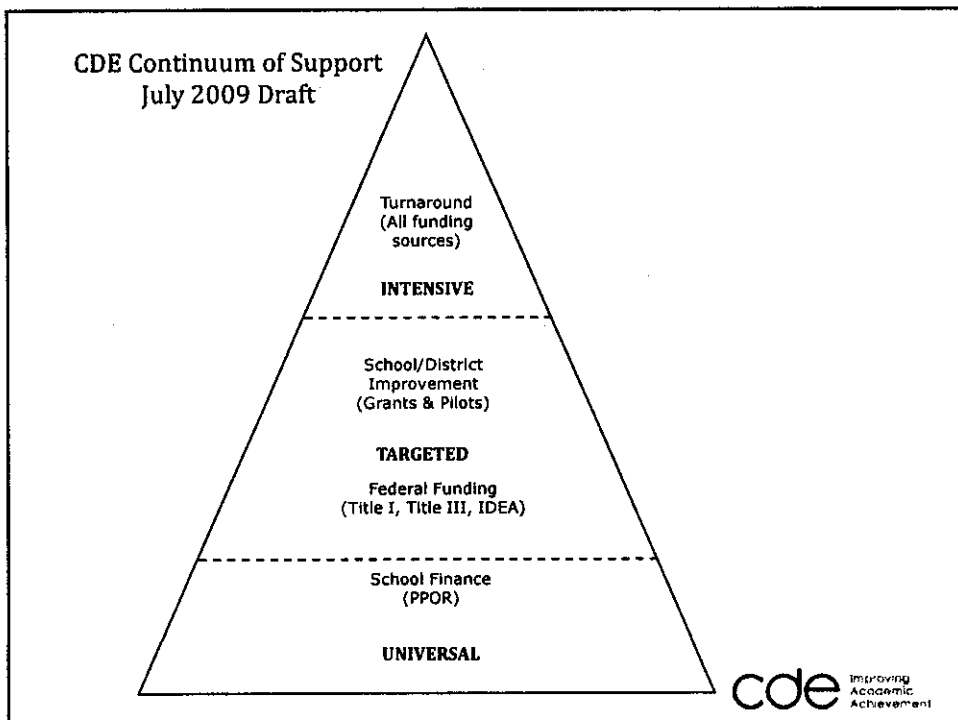 CDE Continuum of Support
July 2009 Draft
Turnaround
(All funding
sources)
INTENSIVE
School/District
Improvement
(Grants & Pilots)
TARGETED
Federal Funding
(Title I, Title III, IDEA)
School Finance
(PPOR)
UNIVERSAL
cde
Improving
Academic
Achievement